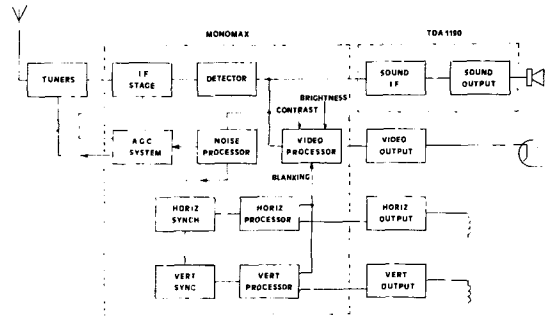 MONOMAX
TDA 1190
TUNERS
I F
STAGE
DETECTOR
SOUND
IF
SOUND
OUTPUT
BRIGHTNESS
CONTRAST
AGC
SYSTEM
NOISE
PROCESSOR
VIDEO
PROCESSOR
VIDEO
OUTPUT
BLANKING
HORIZ
SYNCH
HORIZ
PROCESSOR
HORIZ
OUTPUT
VERT
SYNC
VERT
PROCESSOR
VERT
OUTPUT